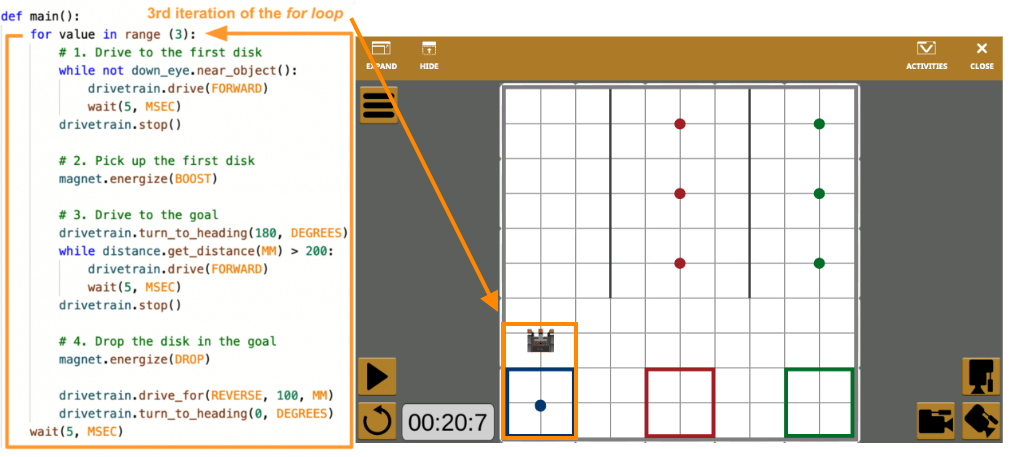 3rd iteration of the for loop
def main():
for value in range (3):
# 1. Drive to the first disk
while not down_eye.near_object():
drivetrain.drive(FORWARD)
wait(5, MSEC)
drivetrain.stop()
# 2. Pick up the first disk
magnet.energize(BOOST)
# 3. Drive to the goal
drivetrain.turn_to_heading(180, DEGREES)
while distance.get_distance(MM) > 200:
drivetrain.drive(FORWARD)
wait(5, MSEC)
drivetrain.stop()
# 4. Drop the disk in the goal
magnet.energize(DROP)
drivetrain.drive_for(REVERSE, 100, MM)
drivetrain.turn_to_heading(0, DEGREES)
wait(5, MSEC)
EXPAND
HIDE
ACTIVITIES
CLOSE
00:20:7